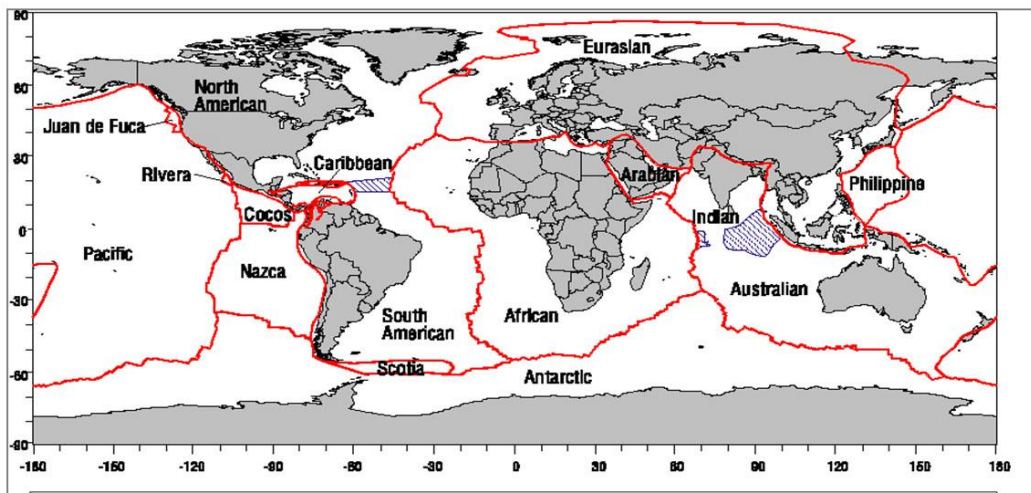 90
60
30
0
-30
-60
-90
Eurasian
North
American
Juan de Fuca
Caribbean
Rivera
Arabian
Philippine
Cocos
Indian
Pacific
Nazca
Australian
South
American
African
Scotia
Antarctic
-150
-120
-90
-60
-30
0
30
60
90
120
150
180